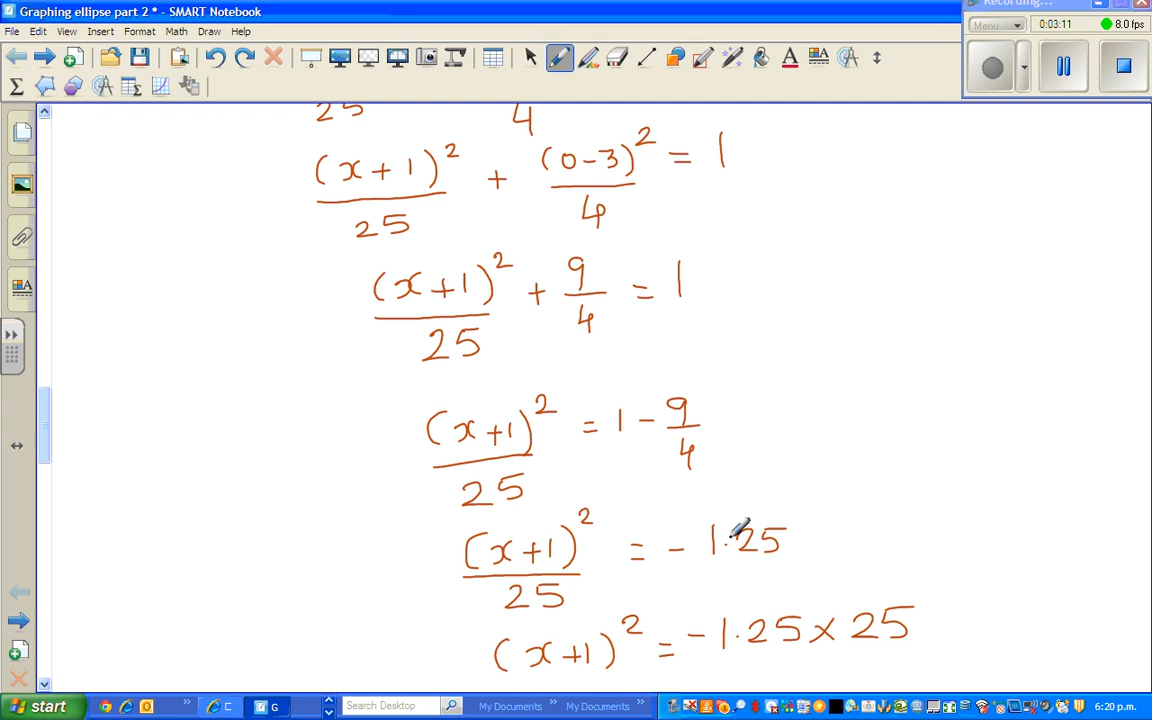 Graphing ellipse part 2 * - SMART Notebook
Recording...
File Edit View Insert Format Math Draw Help
Menu 00:03:11 8.0 fps
25 4
(x+1)² / 25 + (0-3)² / 4 = 1
(x+1)² / 25 + 9/4 = 1
(x+1)² / 25 = 1 - 9/4
(x+1)² / 25 = - 1.25
(x+1)² = - 1.25 × 25
start C G Search Desktop My Documents My Documents 6:20 p.m.